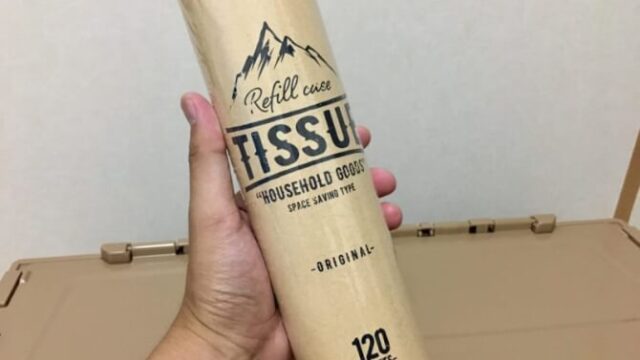 Refill case
TISSUE
"HOUSEHOLD GOODS"
SPACE SAVING TYPE
-ORIGINAL-
120